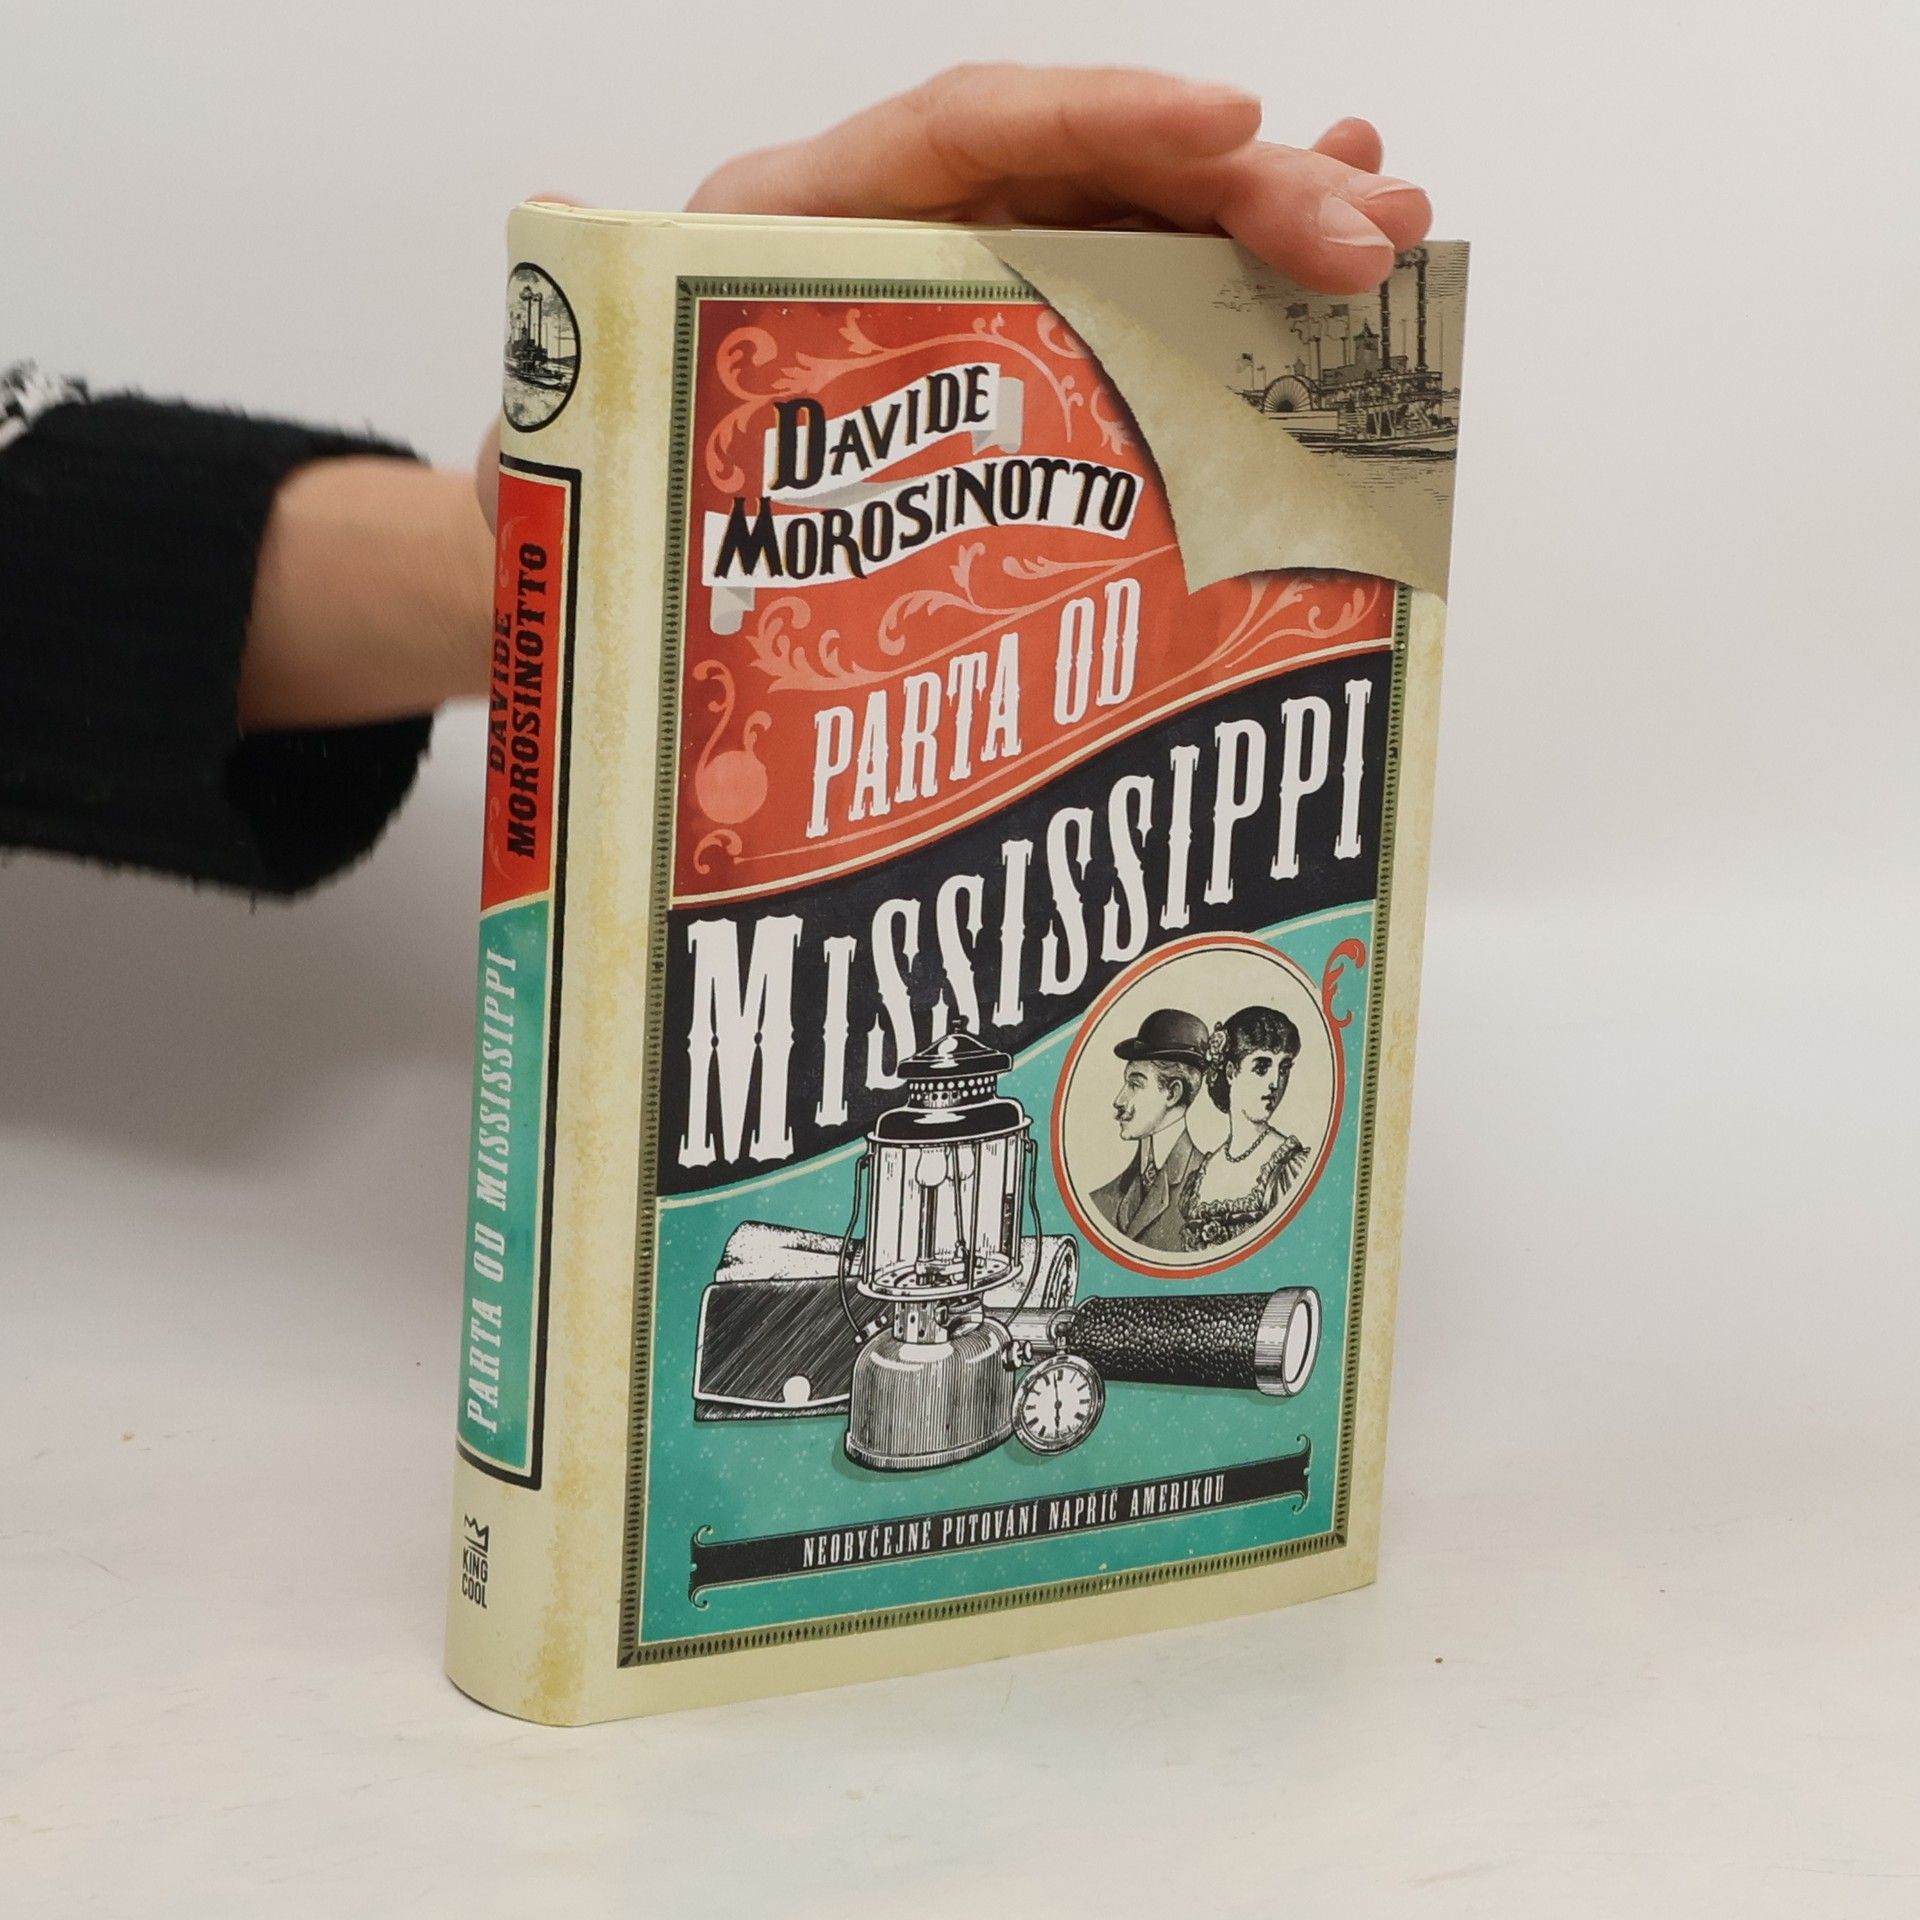 DAVIDE
MOROSINOTTO
PARTA OD
MISSISSIPPI
NEOBYČEJNÉ PUTOVÁNÍ NAPŘÍČ AMERIKOU
DAVIDE
MOROSINOTTO
PARTA OD MISSISSIPPI
KING
COOL